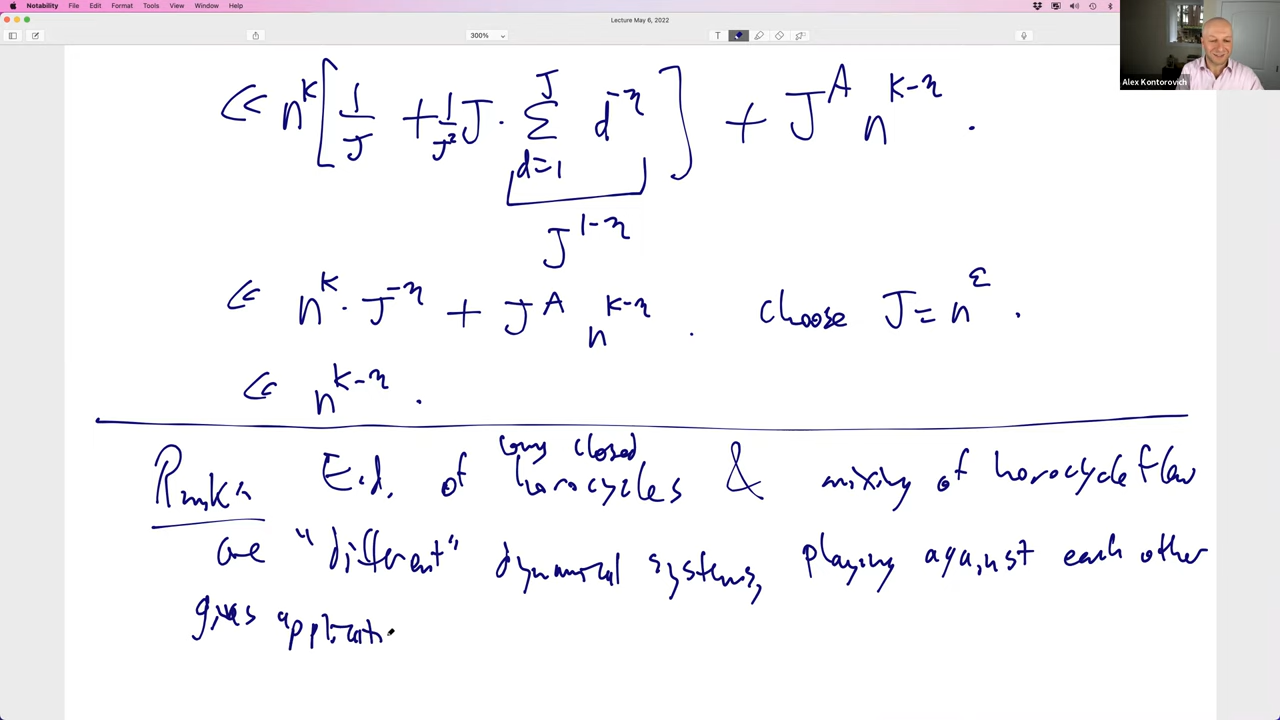 Notability File Edit Format Tools View Window Help
Lecture May 6, 2022
300%
Alex Kontorovich
≪ n^k [ 1/J + 1/J² J · ∑_{d=1}^{J} d^{-η} ] + J^A n^{k-η} .
J^{1-η}
≪ n^k · J^{-η} + J^A n^{k-η} . Choose J = n^ε .
≪ n^{k-η} .
long closed
Rmk: E.d. of horocycles & mixing of horocycle flow
are "different" dynamical systems, playing against each other
gives applicati